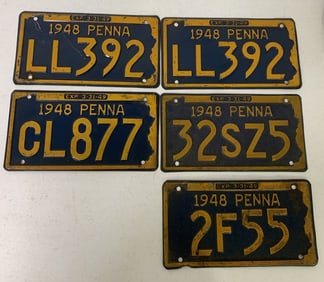 EXP-3-31-49
1948 PENNA
LL392
EXP-3-31-49
1948 PENNA
LL392
EXP-3-31-49
1948 PENNA
CL877
EXP-3-31-49
1948 PENNA
32SZ5
EXP-3-31-49
1948 PENNA
2F55